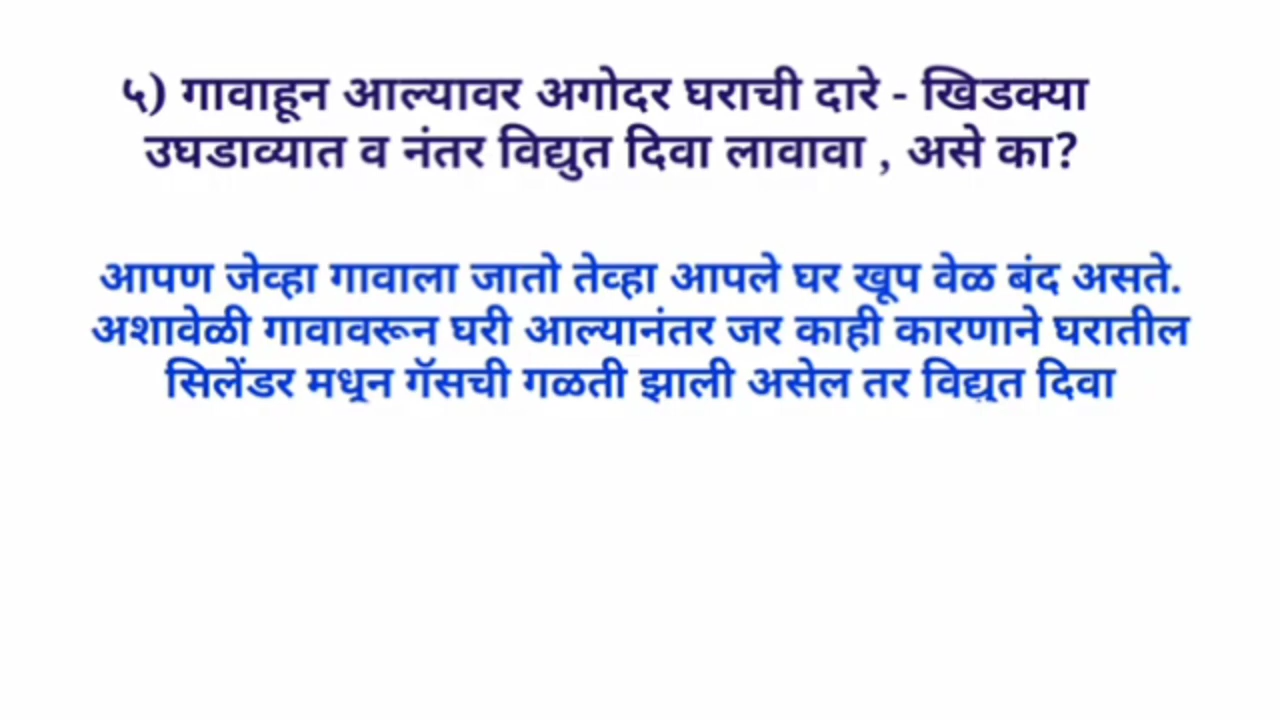 ५) गावाहून आल्यावर अगोदर घराची दारे - खिडक्या
उघडाव्यात व नंतर विद्युत दिवा लावावा , असे का?
आपण जेव्हा गावाला जातो तेव्हा आपले घर खूप वेळ बंद असते.
अशावेळी गावावरून घरी आल्यानंतर जर काही कारणाने घरातील
सिलेंडर मधून गॅसची गळती झाली असेल तर विद्युत दिवा